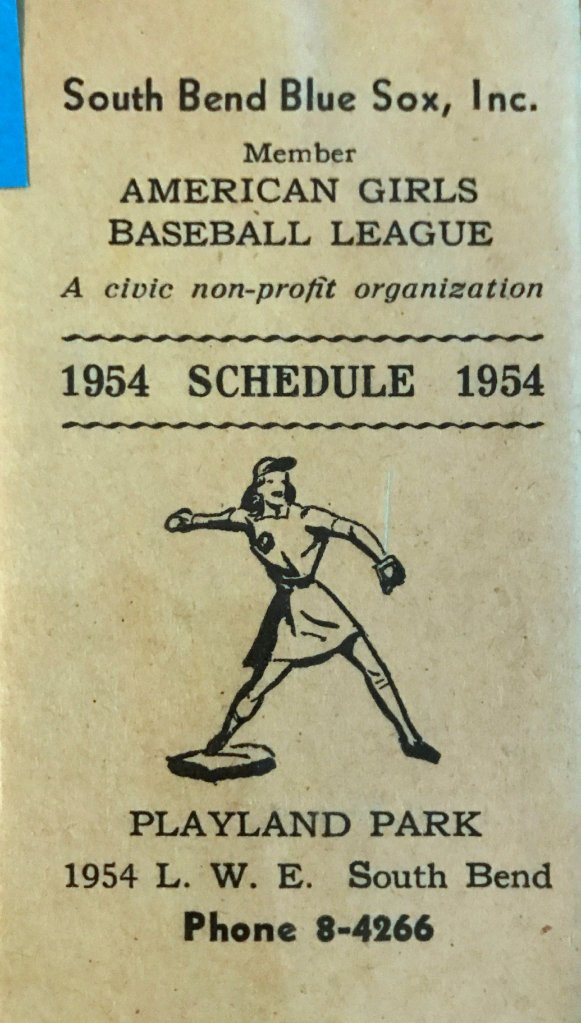 South Bend Blue Sox, Inc.
Member
AMERICAN GIRLS
BASEBALL LEAGUE
A civic non-profit organization
1954 SCHEDULE 1954
PLAYLAND PARK
1954 L. W. E. South Bend
Phone 8-4266